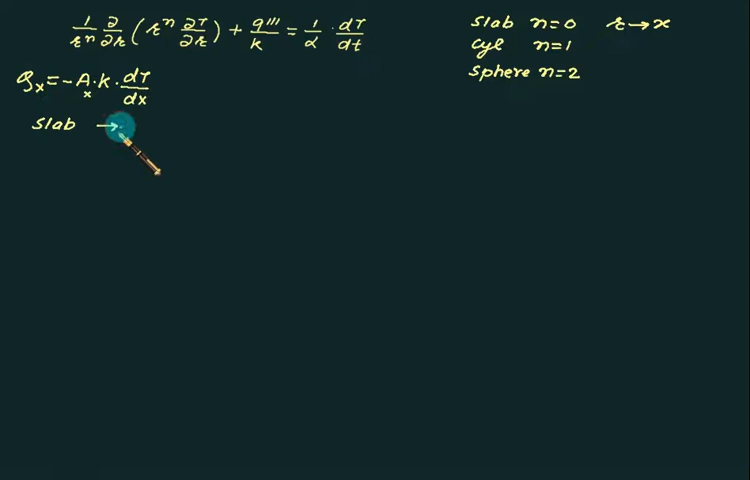 1/r^n ∂/∂r (r^n ∂T/∂r) + q'''/k = 1/α · dT/dt
Slab n=0 r→x
cyl n=1
Sphere n=2
Qx = -Ax·k·dT/dx
Slab →